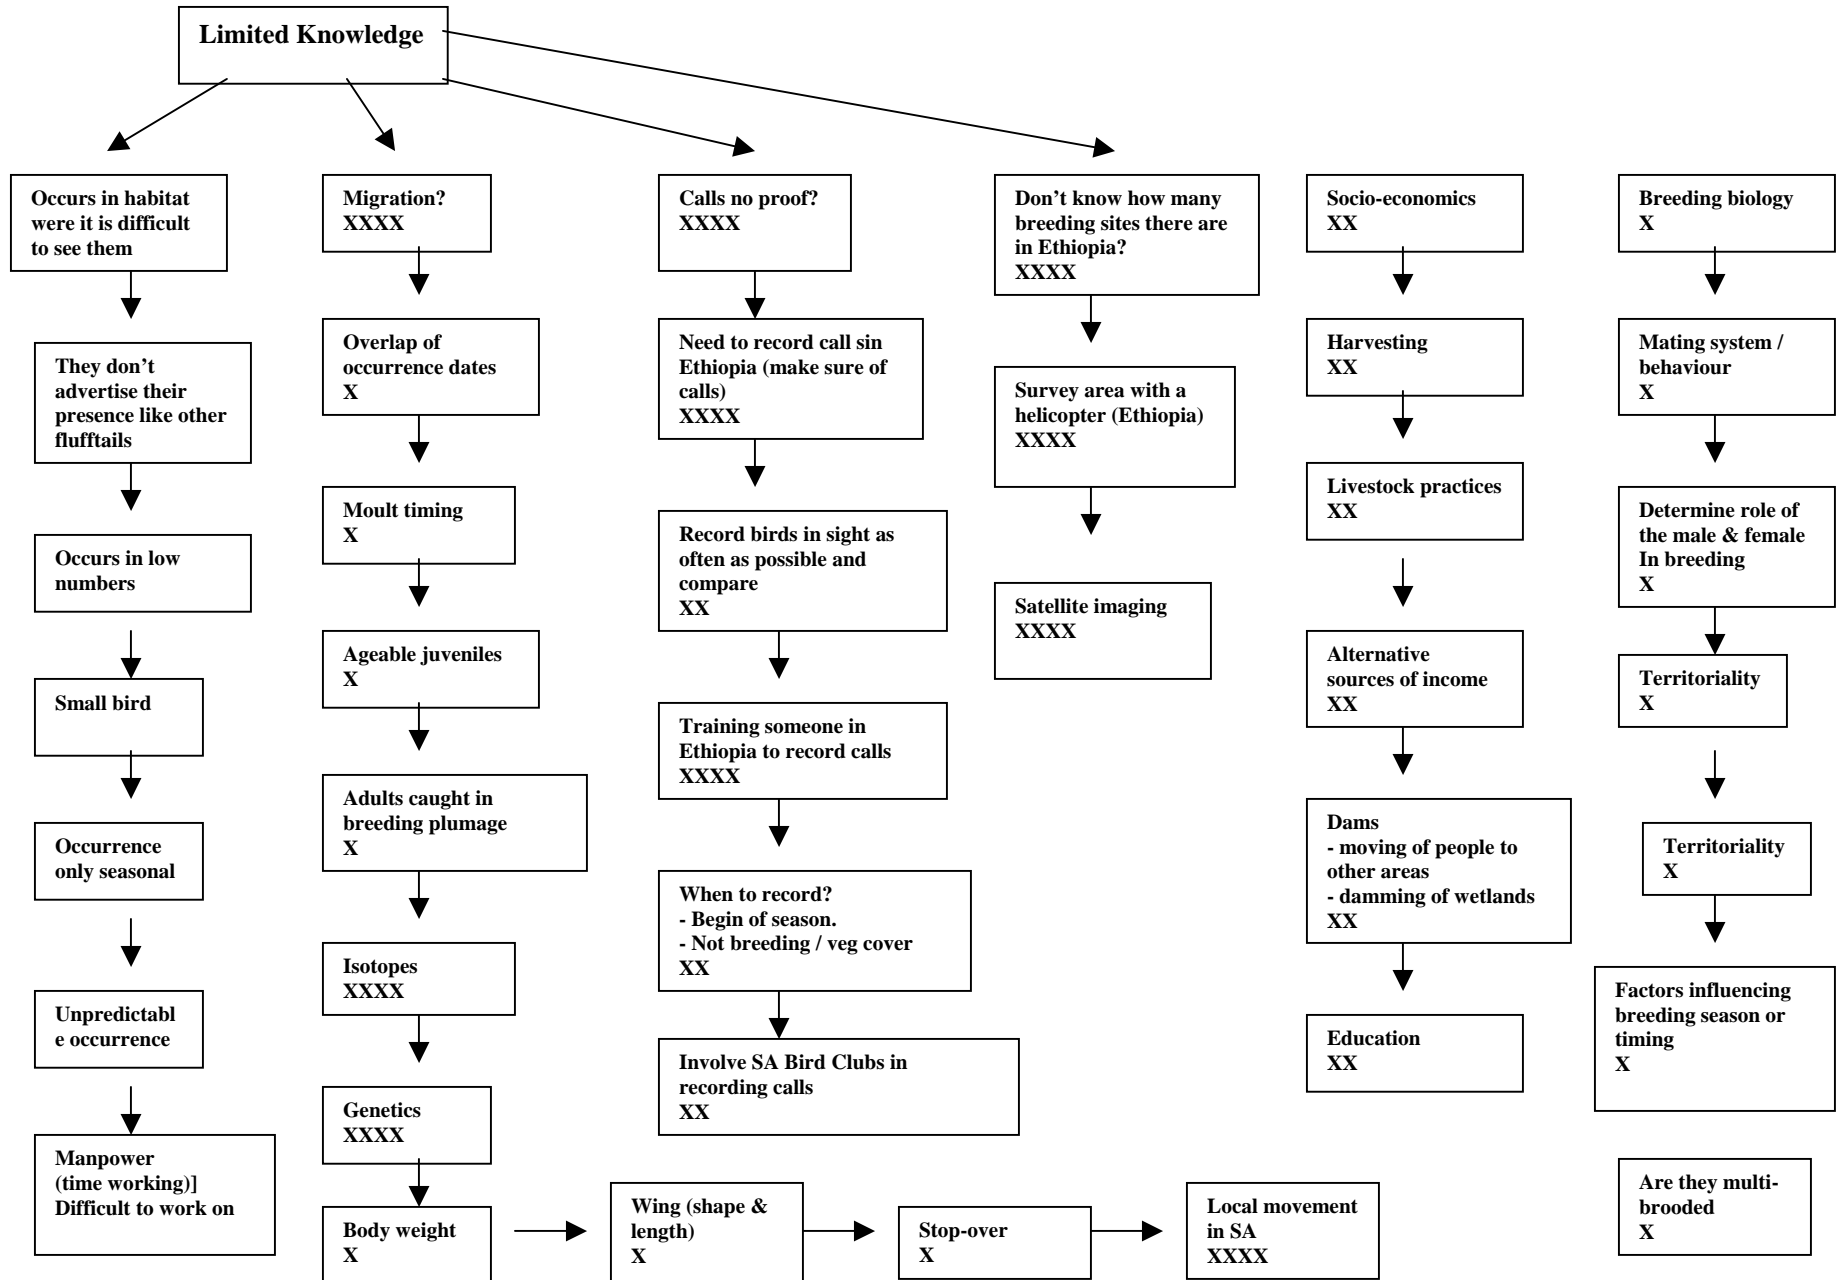 Limited Knowledge
Occurs in habitat
were it is difficult
to see them
They don't
advertise their
presence like other
flufftails
Occurs in low
numbers
Small bird
Occurrence
only seasonal
Unpredictabl
e occurrence
Manpower
(time working)]
Difficult to work on
Migration?
XXXX
Overlap of
occurrence dates
X
Moult timing
X
Ageable juveniles
X
Adults caught in
breeding plumage
X
Isotopes
XXXX
Genetics
XXXX
Body weight
X
Wing (shape &
length)
X
Stop-over
X
Local movement
in SA
XXXX
Calls no proof?
XXXX
Need to record call sin
Ethiopia (make sure of
calls)
XXXX
Record birds in sight as
often as possible and
compare
XX
Training someone in
Ethiopia to record calls
XXXX
When to record?
- Begin of season.
- Not breeding / veg cover
XX
Involve SA Bird Clubs in
recording calls
XX
Don't know how many
breeding sites there are
in Ethiopia?
XXXX
Survey area with a
helicopter (Ethiopia)
XXXX
Satellite imaging
XXXX
Socio-economics
XX
Harvesting
XX
Livestock practices
XX
Alternative
sources of income
XX
Dams
- moving of people to
other areas
- damming of wetlands
XX
Education
XX
Breeding biology
X
Mating system /
behaviour
X
Determine role of
the male & female
In breeding
X
Territoriality
X
Territoriality
X
Factors influencing
breeding season or
timing
X
Are they multi-
brooded
X